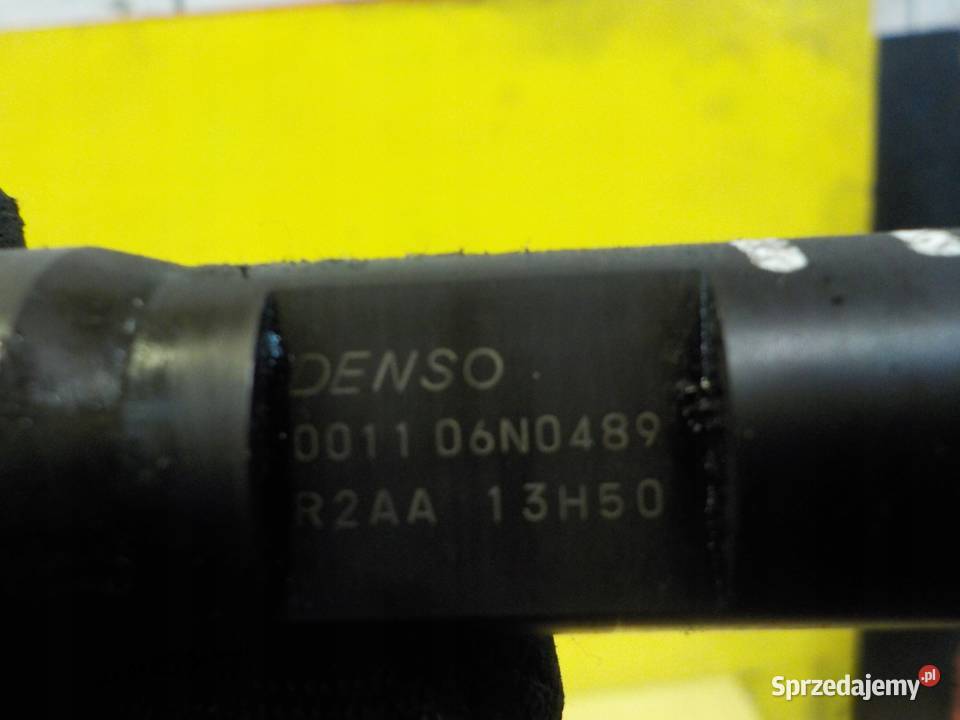 DENSO
0011 06N0489
R2AA 13H50
Sprzedajemy.pl